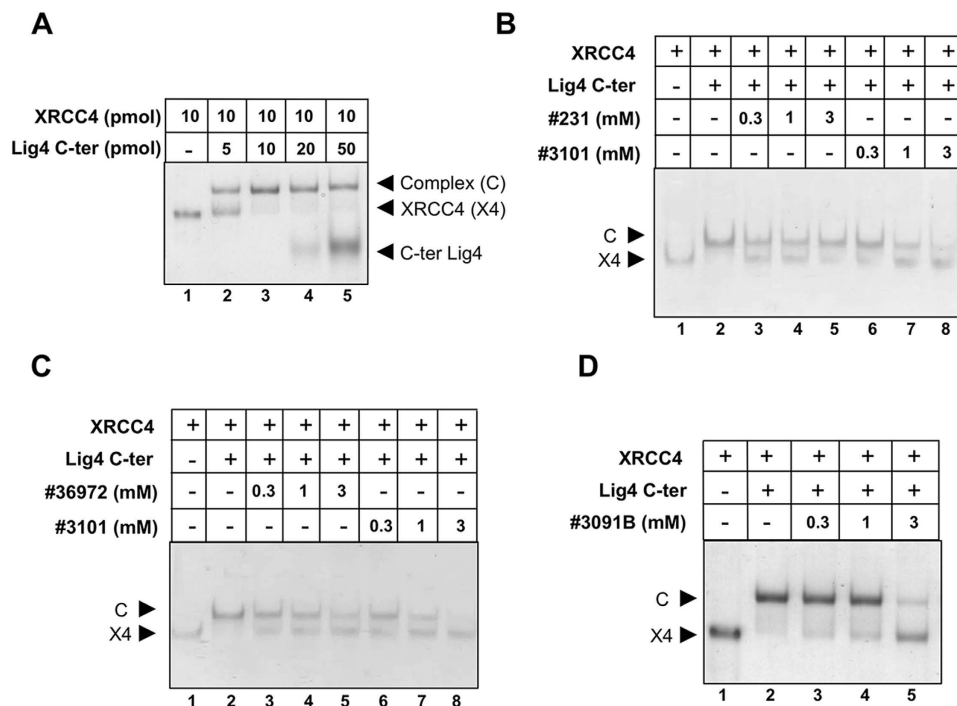 A
XRCC4 (pmol) 10 10 10 10 10
Lig4 C-ter (pmol) - 5 10 20 50
Complex (C)
XRCC4 (X4)
C-ter Lig4
1 2 3 4 5
B
XRCC4 + + + + + + + +
Lig4 C-ter - + + + + + + +
#231 (mM) - - 0.3 1 3 - - -
#3101 (mM) - - - - - 0.3 1 3
C
X4
1 2 3 4 5 6 7 8
C
XRCC4 + + + + + + + +
Lig4 C-ter - + + + + + + +
#36972 (mM) - - 0.3 1 3 - - -
#3101 (mM) - - - - - 0.3 1 3
C
X4
1 2 3 4 5 6 7 8
D
XRCC4 + + + + +
Lig4 C-ter - + + + +
#3091B (mM) - - 0.3 1 3
C
X4
1 2 3 4 5